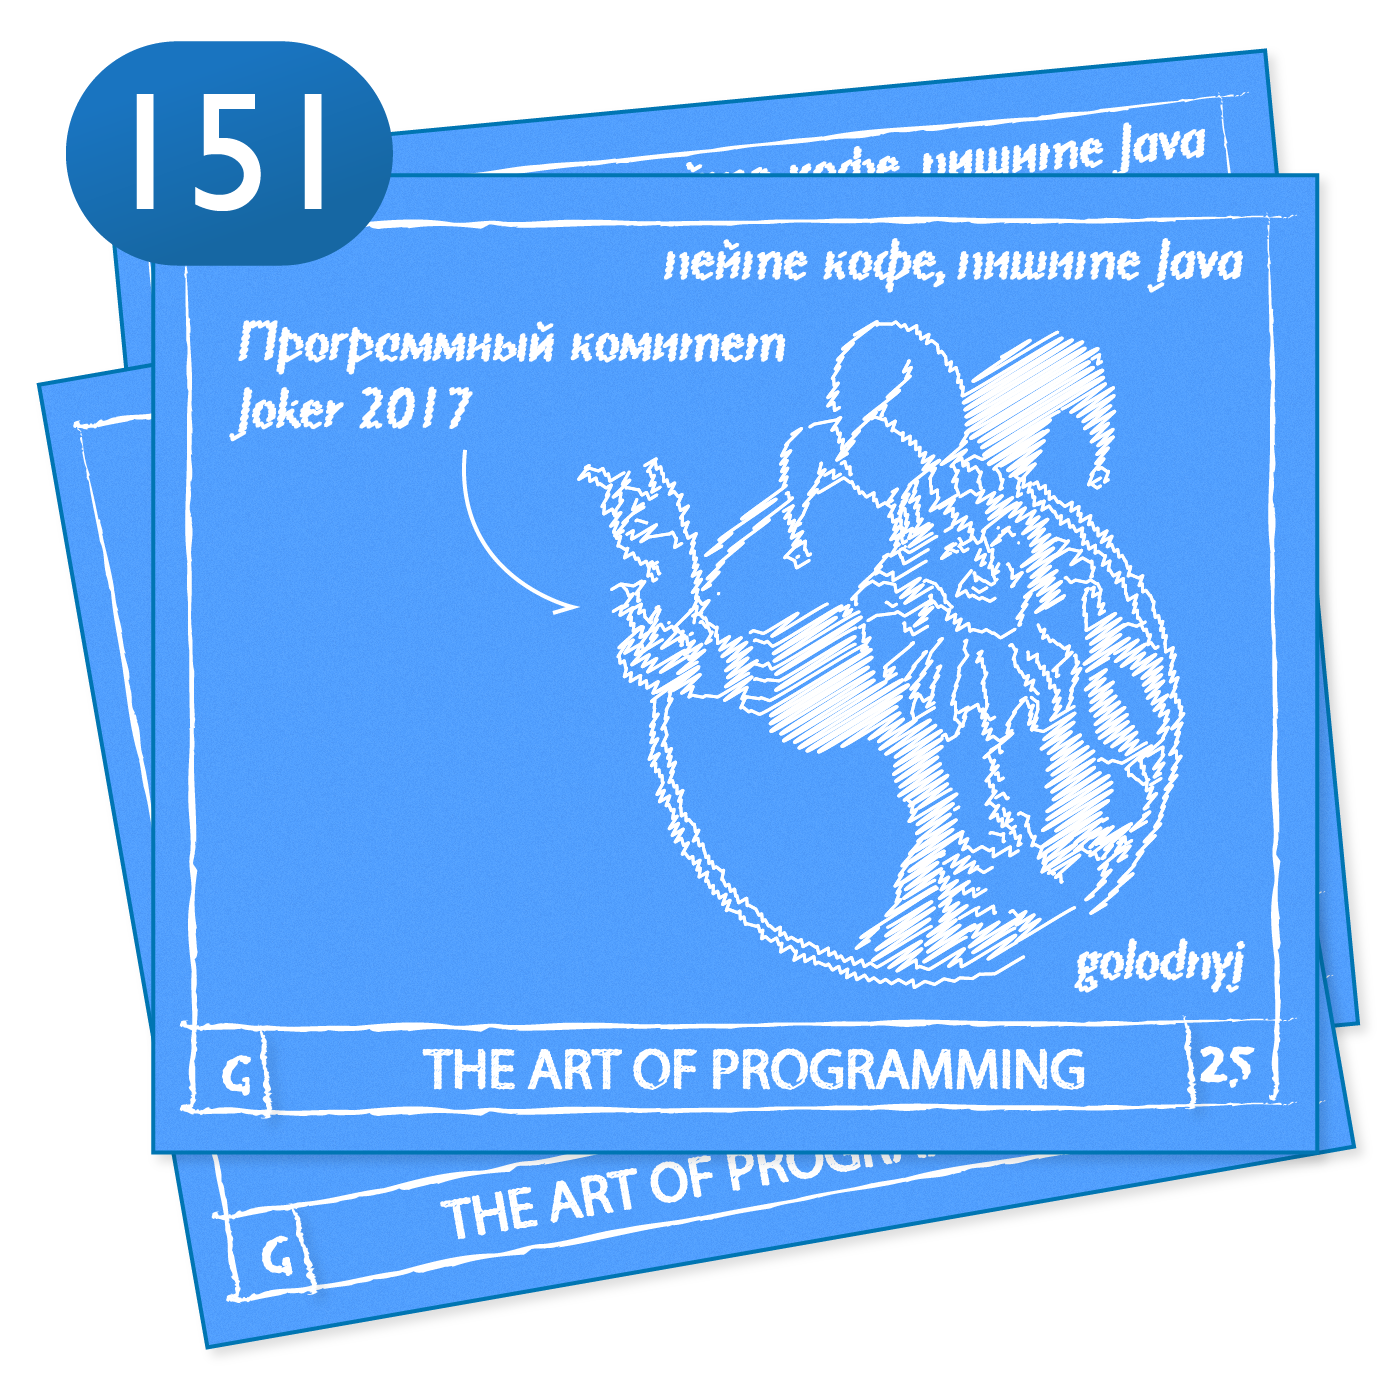 151
кофе, пишите Java
пейте кофе, пишите Java
Программный комитет
Joker 2017
golodnyj
G THE ART OF PROGRAMMING 25
THE ART OF
G